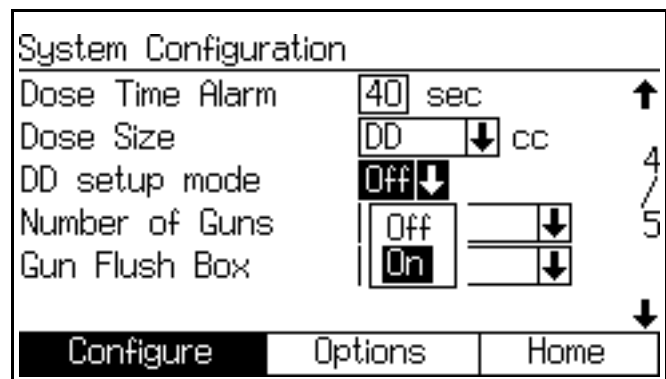 System Configuration
Dose Time Alarm 40 sec
Dose Size DD cc
DD setup mode Off
Number of Guns Off
Gun Flush Box On
4/5
Configure Options Home